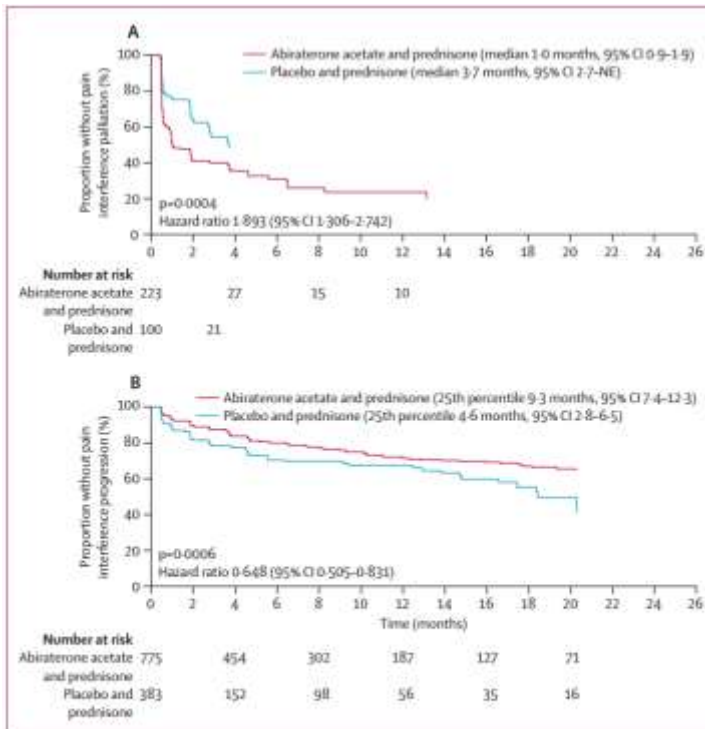 A
Abiraterone acetate and prednisone (median 1·0 months, 95% CI 0·9–1·9)
Placebo and prednisone (median 3·7 months, 95% CI 2·7–NE)
Proportion without pain
interference palliation (%)
100
80
60
40
20
0
p=0·0004
Hazard ratio 1·893 (95% CI 1·306–2·742)
0 2 4 6 8 10 12 14 16 18 20 22 24 26
Number at risk
Abiraterone acetate 223 27 15 10
and prednisone
Placebo and 100 21
prednisone
B
Abiraterone acetate and prednisone (25th percentile 9·3 months, 95% CI 7·4–12·3)
Placebo and prednisone (25th percentile 4·6 months, 95% CI 2·8–6·5)
Proportion without pain
interference progression (%)
100
80
60
40
20
0
p=0·0006
Hazard ratio 0·648 (95% CI 0·505–0·831)
0 2 4 6 8 10 12 14 16 18 20 22 24 26
Time (months)
Number at risk
Abiraterone acetate 775 454 302 187 127 71
and prednisone
Placebo and 383 152 98 56 35 16
prednisone